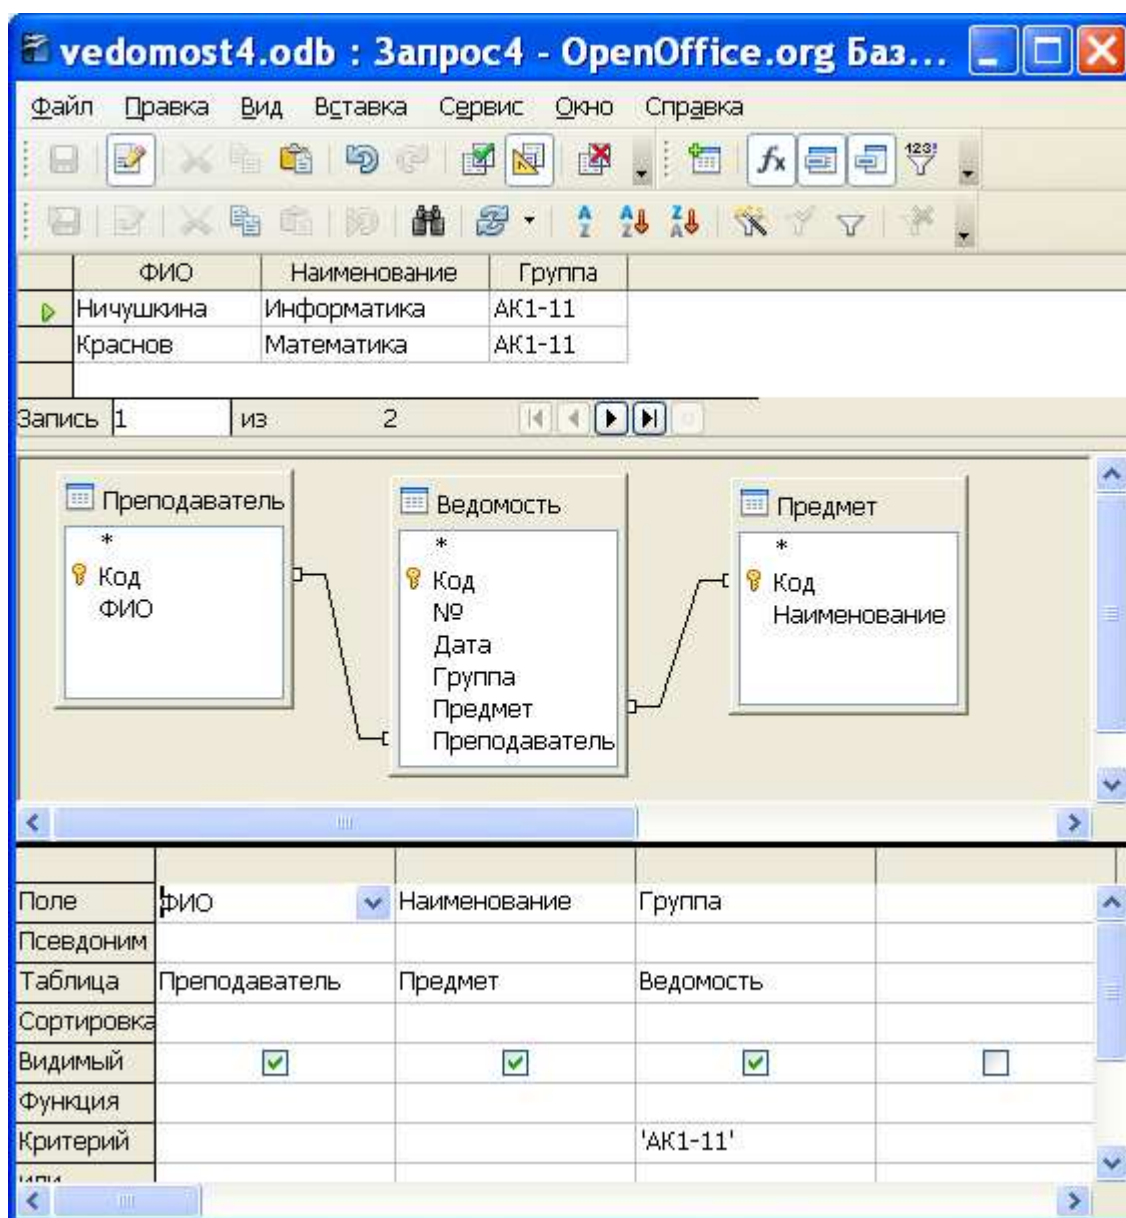 vedomost4.odb : Запрос4 - OpenOffice.org Баз...
Файл Правка Вид Вставка Сервис Окно Справка
ФИО Наименование Группа
Ничушкина Информатика АК1-11
Краснов Математика АК1-11
Запись 1 из 2
Преподаватель
*
Код
ФИО
Ведомость
*
Код
№
Дата
Группа
Предмет
Преподаватель
Предмет
*
Код
Наименование
Поле ФИО Наименование Группа
Псевдоним
Таблица Преподаватель Предмет Ведомость
Сортировка
Видимый
Функция
Критерий 'АК1-11'
или